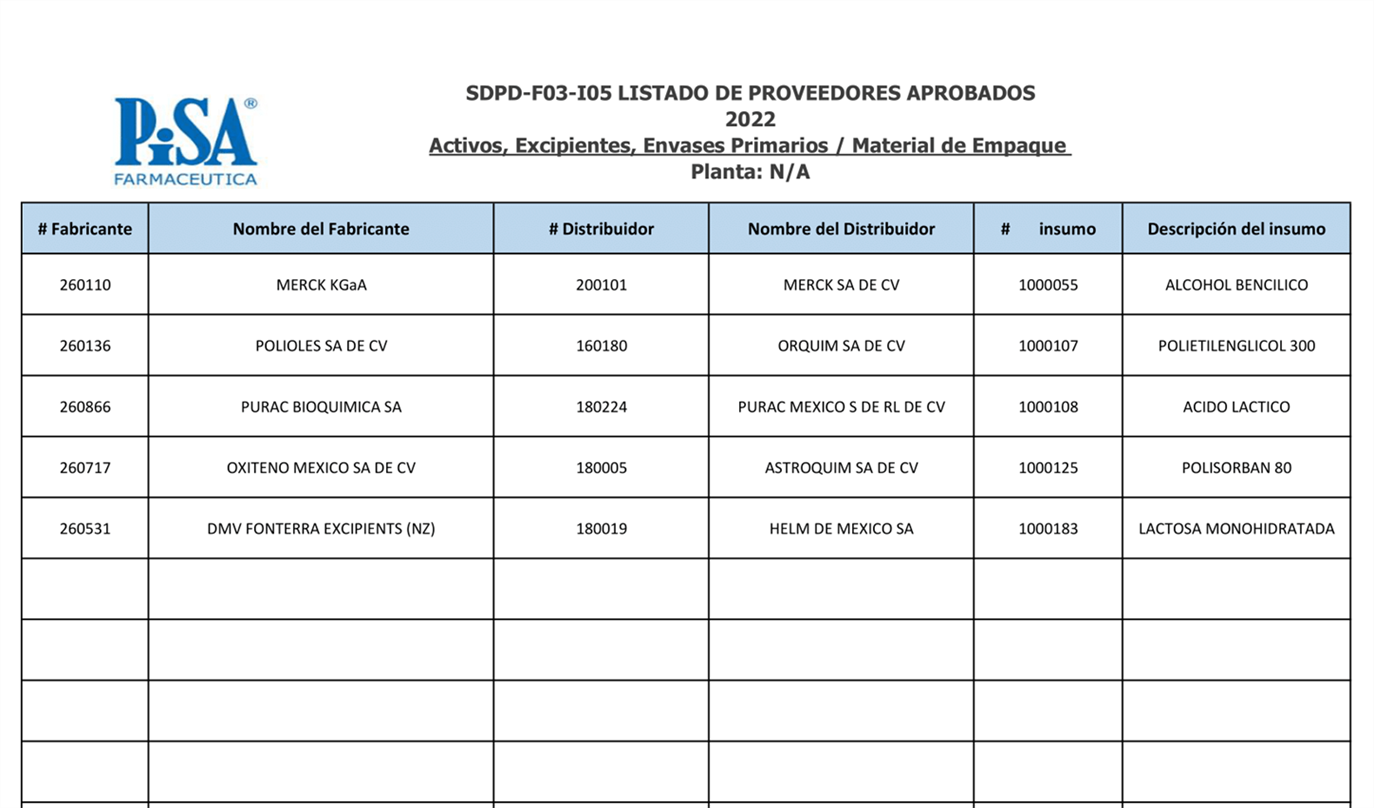 PiSA®
FARMACEUTICA
SDPD-F03-I05 LISTADO DE PROVEEDORES APROBADOS
2022
Activos, Excipientes, Envases Primarios / Material de Empaque
Planta: N/A
# Fabricante Nombre del Fabricante # Distribuidor Nombre del Distribuidor # insumo Descripción del insumo
260110 MERCK KGaA 200101 MERCK SA DE CV 1000055 ALCOHOL BENCILICO
260136 POLIOLES SA DE CV 160180 ORQUIM SA DE CV 1000107 POLIETILENGLICOL 300
260866 PURAC BIOQUIMICA SA 180224 PURAC MEXICO S DE RL DE CV 1000108 ACIDO LACTICO
260717 OXITENO MEXICO SA DE CV 180005 ASTROQUIM SA DE CV 1000125 POLISORBAN 80
260531 DMV FONTERRA EXCIPIENTS (NZ) 180019 HELM DE MEXICO SA 1000183 LACTOSA MONOHIDRATADA